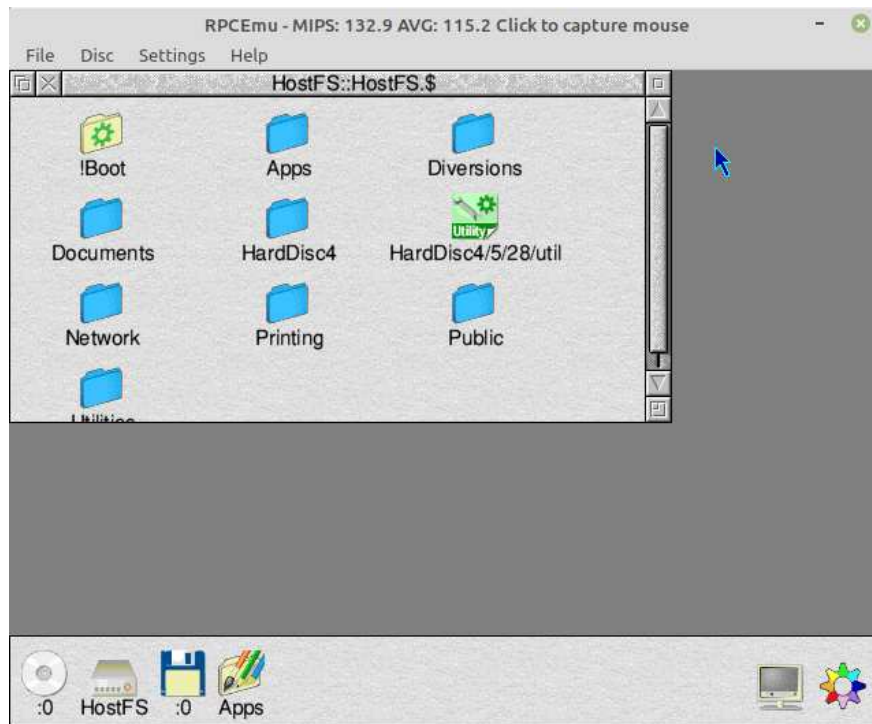 RPCEmu - MIPS: 132.9 AVG: 115.2 Click to capture mouse
File Disc Settings Help
HostFS::HostFS.$
!Boot Apps Diversions
Utility
Documents HardDisc4 HardDisc4/5/28/util
Network Printing Public
Utilities
:0 HostFS :0 Apps